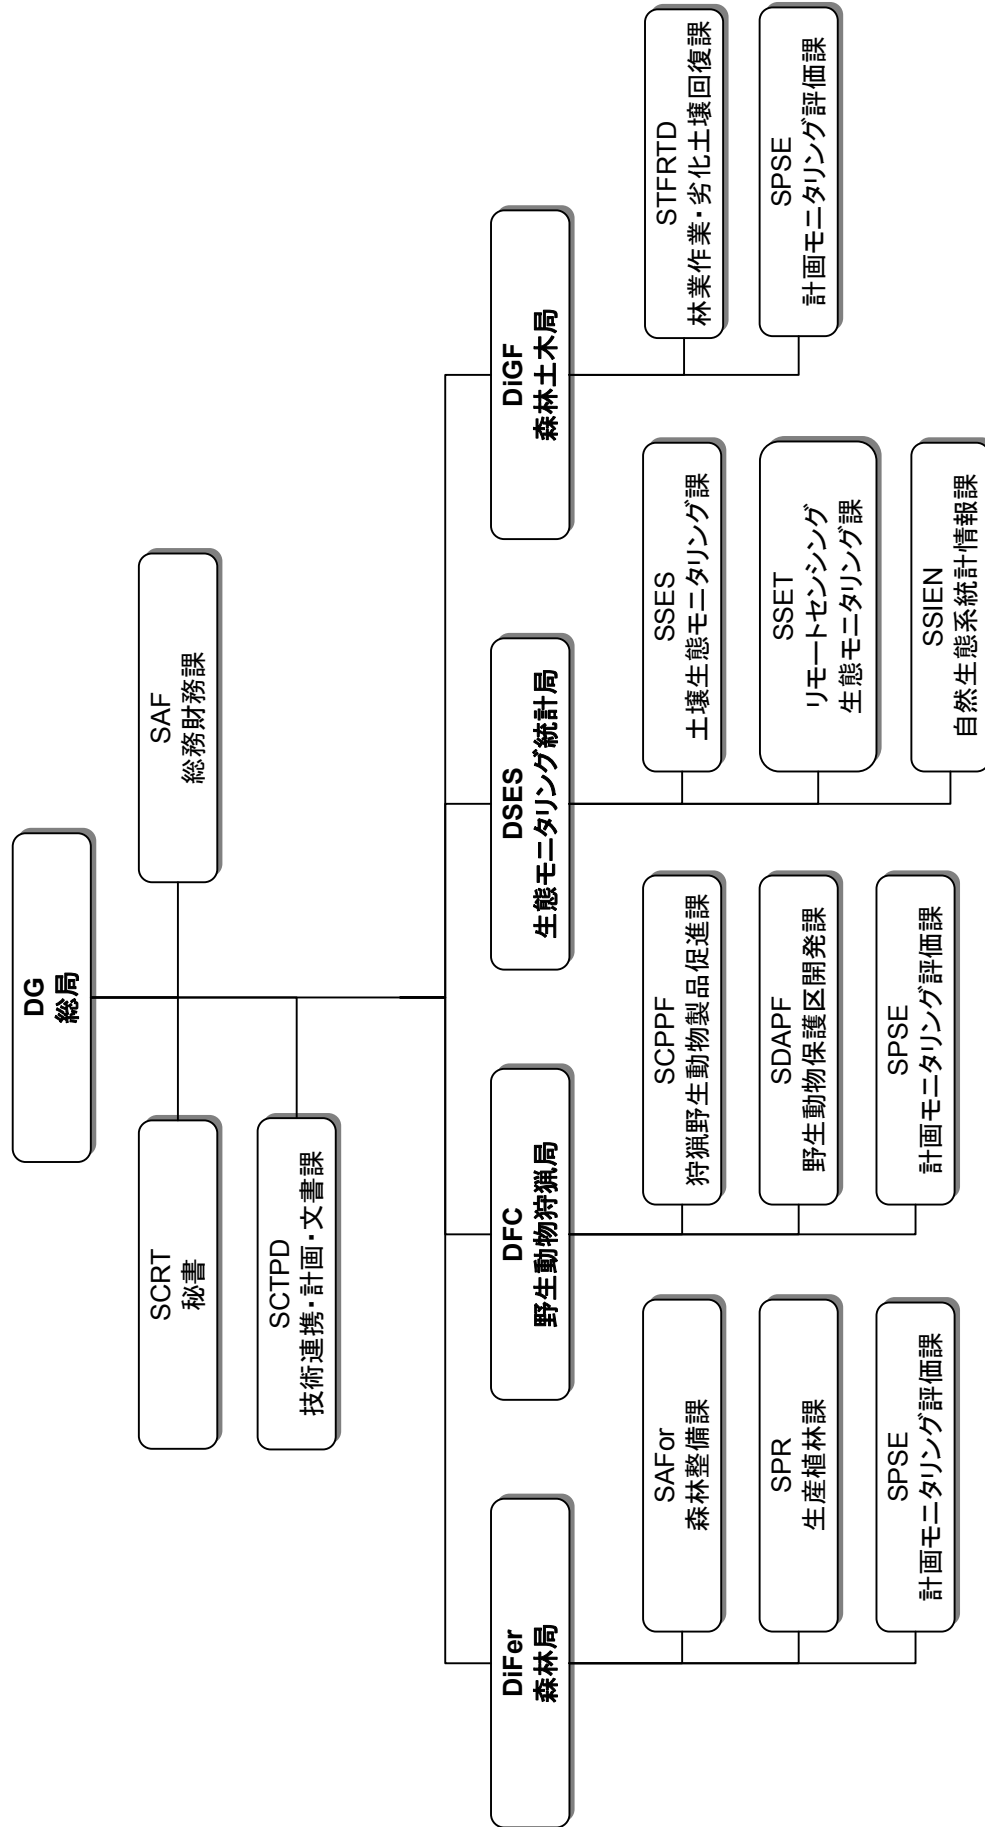 DG
総局
SCRT
秘書
SAF
総務財務課
SCTPD
技術連携・計画・文書課
DiFer
森林局
DFC
野生動物狩猟局
DSES
生態モニタリング統計局
DiGF
森林土木局
SAFor
森林整備課
SPR
生産植林課
SPSE
計画モニタリング評価課
SCPPF
狩猟野生動物製品促進課
SDAPF
野生動物保護区開発課
SPSE
計画モニタリング評価課
SSES
土壌生態モニタリング課
SSET
リモートセンシング
生態モニタリング課
SSIEN
自然生態系統計情報課
STFRTD
林業作業・劣化土壌回復課
SPSE
計画モニタリング評価課